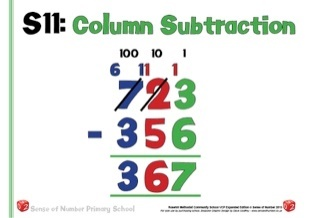 S11: Column Subtraction
100 10 1
6 11 1
723
- 356
367
Sense of Number Primary School